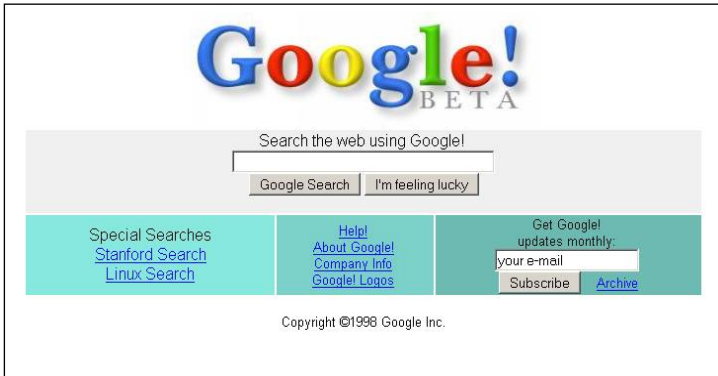 Google!
BETA
Search the web using Google!
Google Search I'm feeling lucky
Special Searches
Stanford Search
Linux Search
Help!
About Google!
Company Info
Google! Logos
Get Google!
updates monthly:
your e-mail
Subscribe Archive
Copyright ©1998 Google Inc.